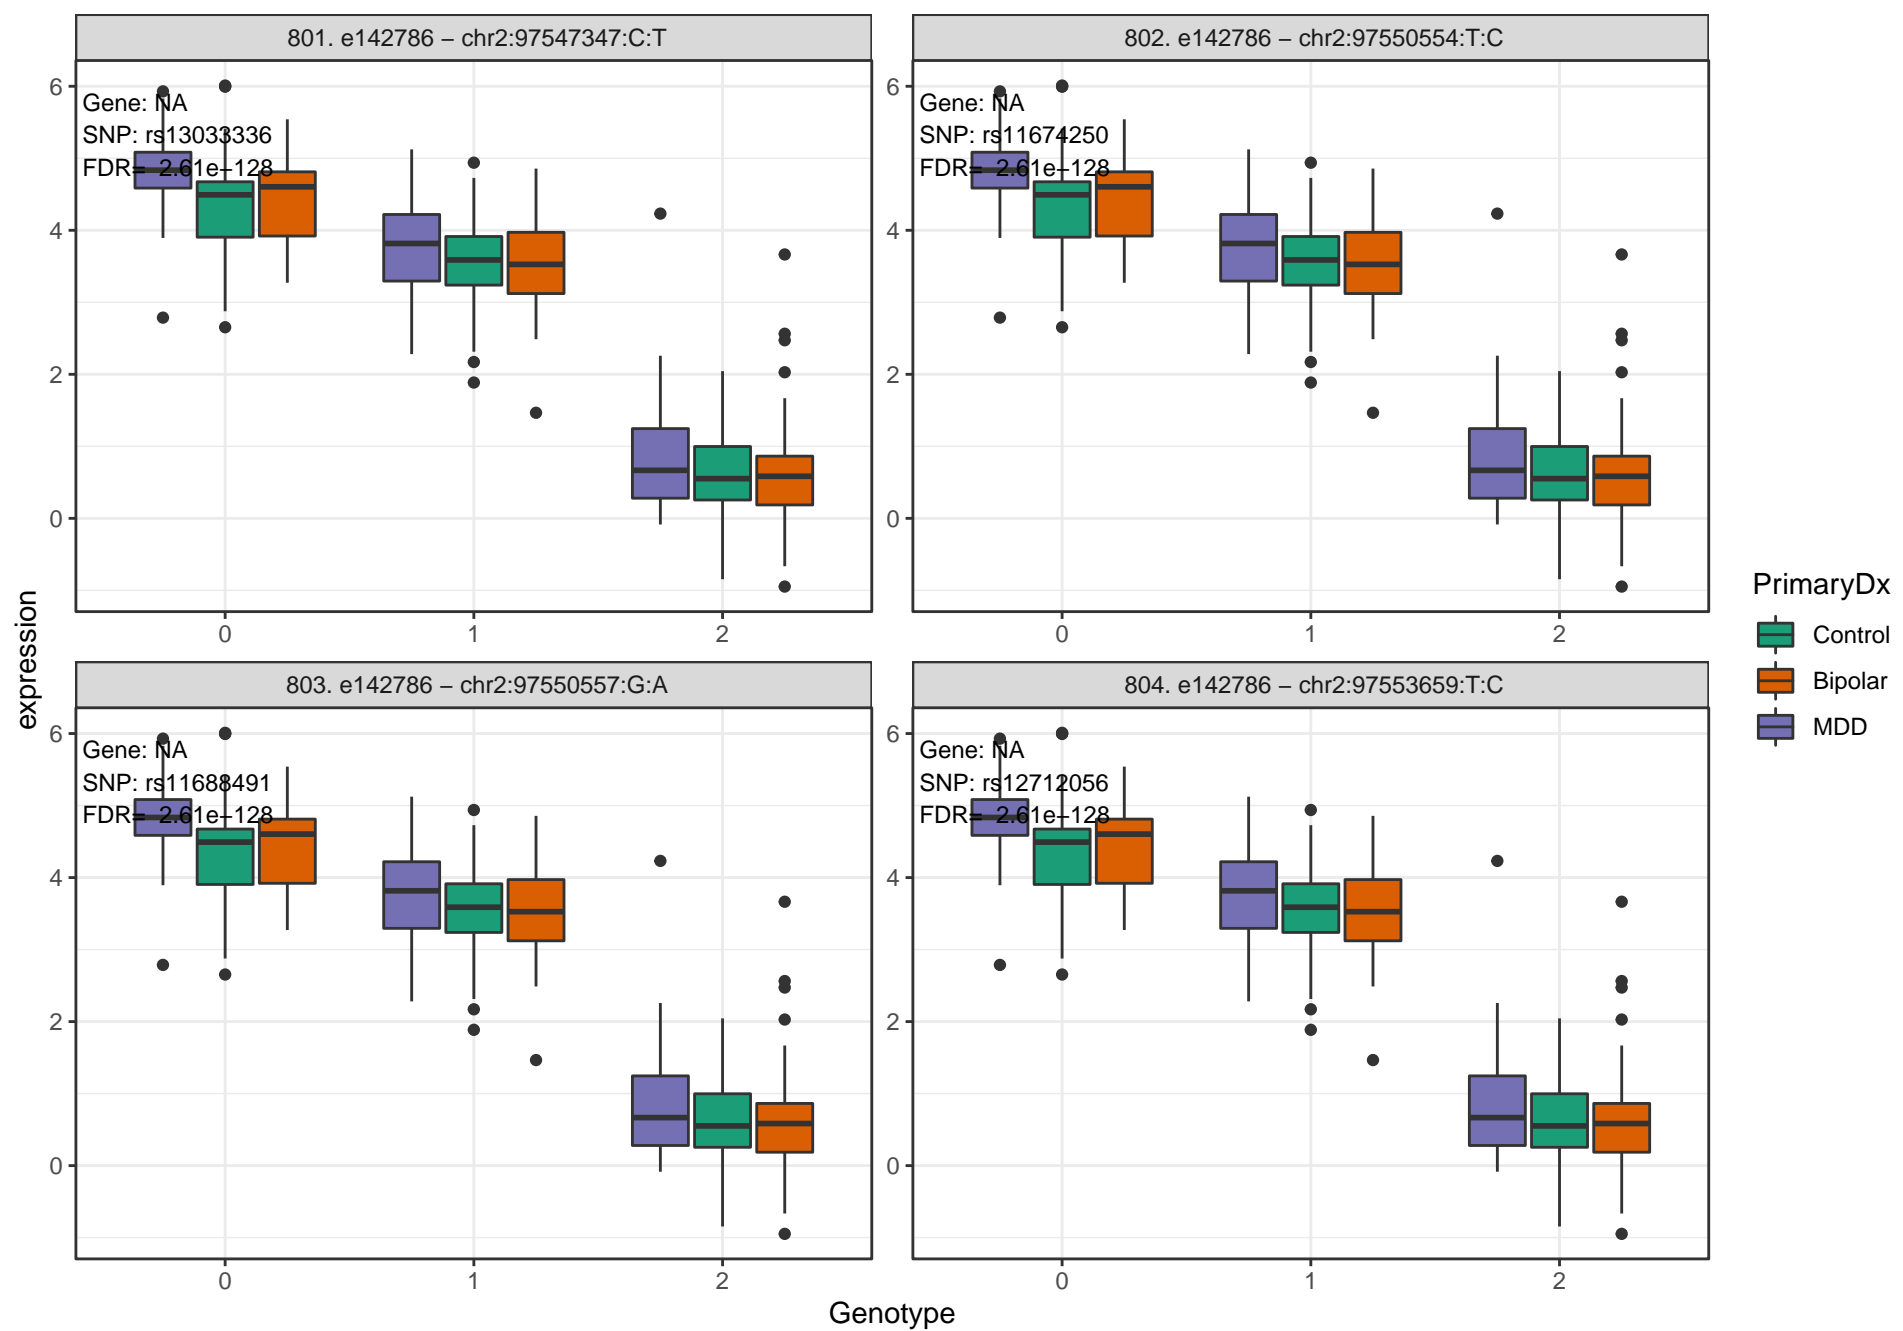 801. e142786 − chr2:97547347:C:T
802. e142786 − chr2:97550554:T:C
6
4
2
0
Gene: NA
SNP: rs13033336
FDR= 2.61e−128
0 1 2
6
4
2
0
Gene: NA
SNP: rs11674250
FDR= 2.61e−128
0 1 2
803. e142786 − chr2:97550557:G:A
804. e142786 − chr2:97553659:T:C
6
4
2
0
Gene: NA
SNP: rs11688491
FDR= 2.61e−128
0 1 2
6
4
2
0
Gene: NA
SNP: rs12712056
FDR= 2.61e−128
0 1 2
expression
Genotype
PrimaryDx
Control
Bipolar
MDD